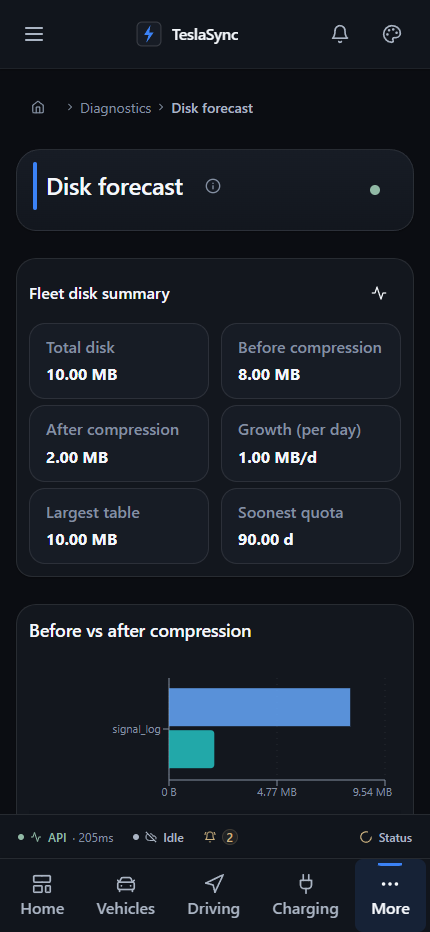 TeslaSync
Diagnostics Disk forecast
Disk forecast
Fleet disk summary
Total disk
10.00 MB
Before compression
8.00 MB
After compression
2.00 MB
Growth (per day)
1.00 MB/d
Largest table
10.00 MB
Soonest quota
90.00 d
Before vs after compression
signal_log
0 B 4.77 MB 9.54 MB
API · 205ms Idle 2 Status
Home Vehicles Driving Charging More